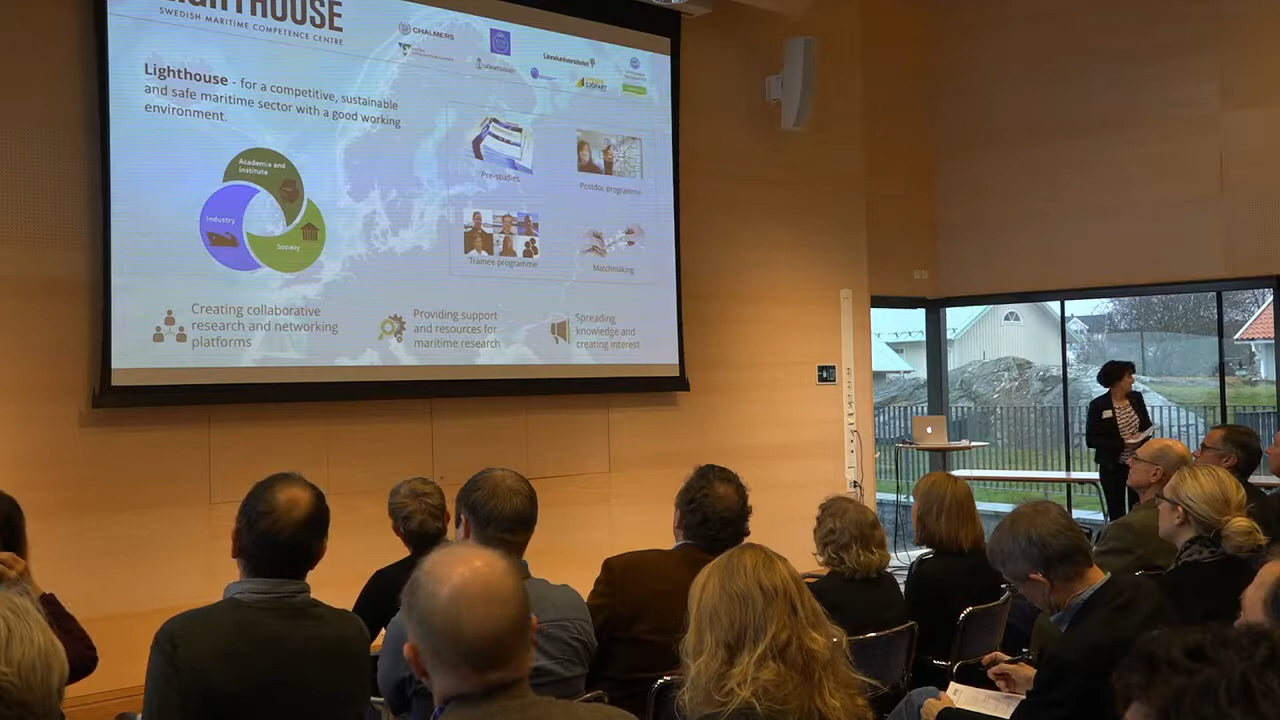 LIGHTHOUSE
SWEDISH MARITIME COMPETENCE CENTRE
CHALMERS
Linnéuniversitetet
Lighthouse - for a competitive, sustainable
and safe maritime sector with a good working
environment.
Academia and
Institute
Industry
Society
Pre-studies
Postdoc programme
Trainee programme
Matchmaking
Creating collaborative
research and networking
platforms
Providing support
and resources for
maritime research
Spreading
knowledge and
creating interest